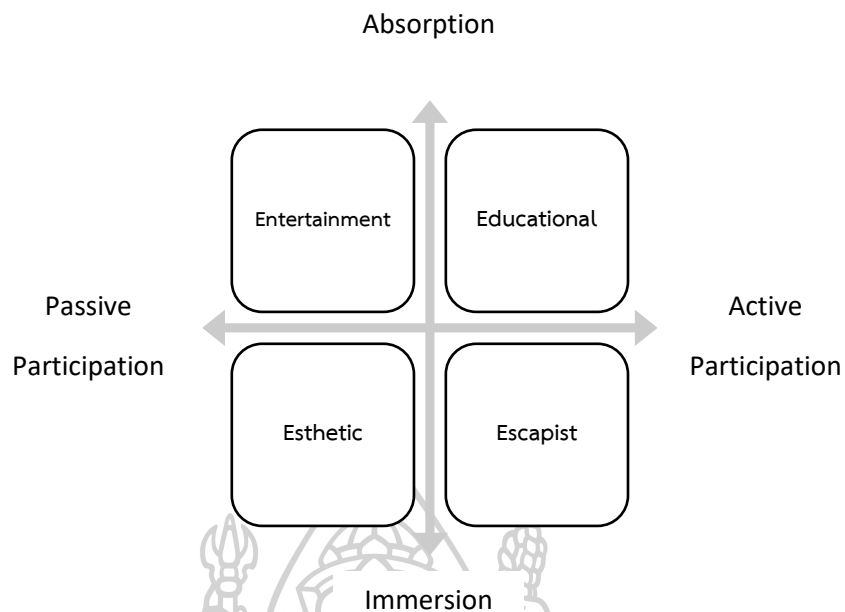 Absorption
Entertainment
Educational
Passive
Participation
Active
Participation
Esthetic
Escapist
Immersion